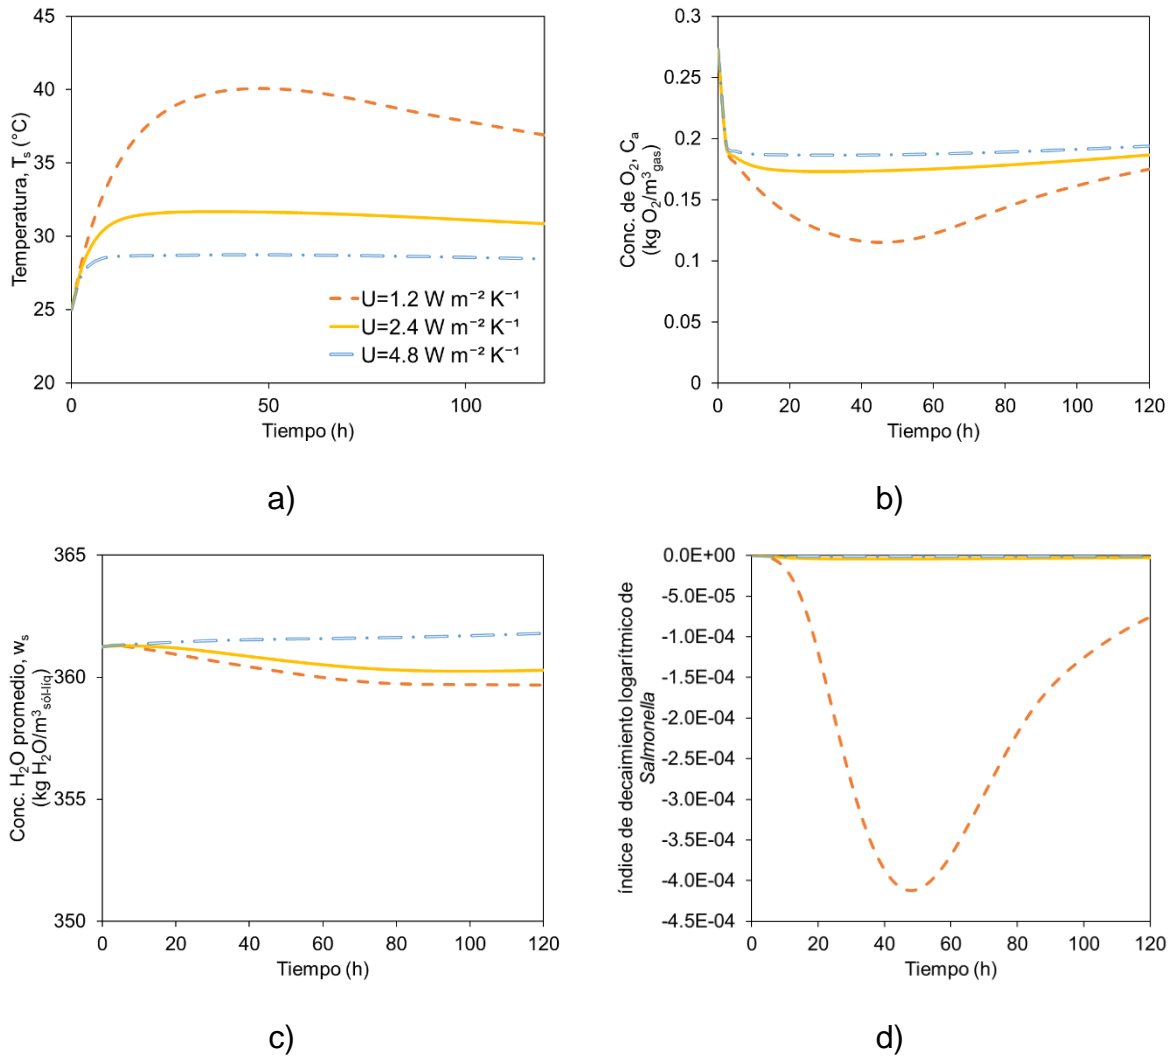 45
40
35
30
25
20
Temperatura, Tₛ (°C)
0
50
100
Tiempo (h)
U=1.2 W m⁻² K⁻¹
U=2.4 W m⁻² K⁻¹
U=4.8 W m⁻² K⁻¹
a)
0.3
0.25
0.2
0.15
0.1
0.05
0
Conc. de O₂, Cₐ
(kg O₂/m³gas)
0 20 40 60 80 100 120
Tiempo (h)
b)
365
360
355
350
Conc. H₂O promedio, wₛ
(kg H₂O/m³sól-líq)
0 20 40 60 80 100 120
Tiempo (h)
c)
0.0E+00
-5.0E-05
-1.0E-04
-1.5E-04
-2.0E-04
-2.5E-04
-3.0E-04
-3.5E-04
-4.0E-04
-4.5E-04
índice de decaimiento logarítmico de
Salmonella
0 20 40 60 80 100 120
Tiempo (h)
d)